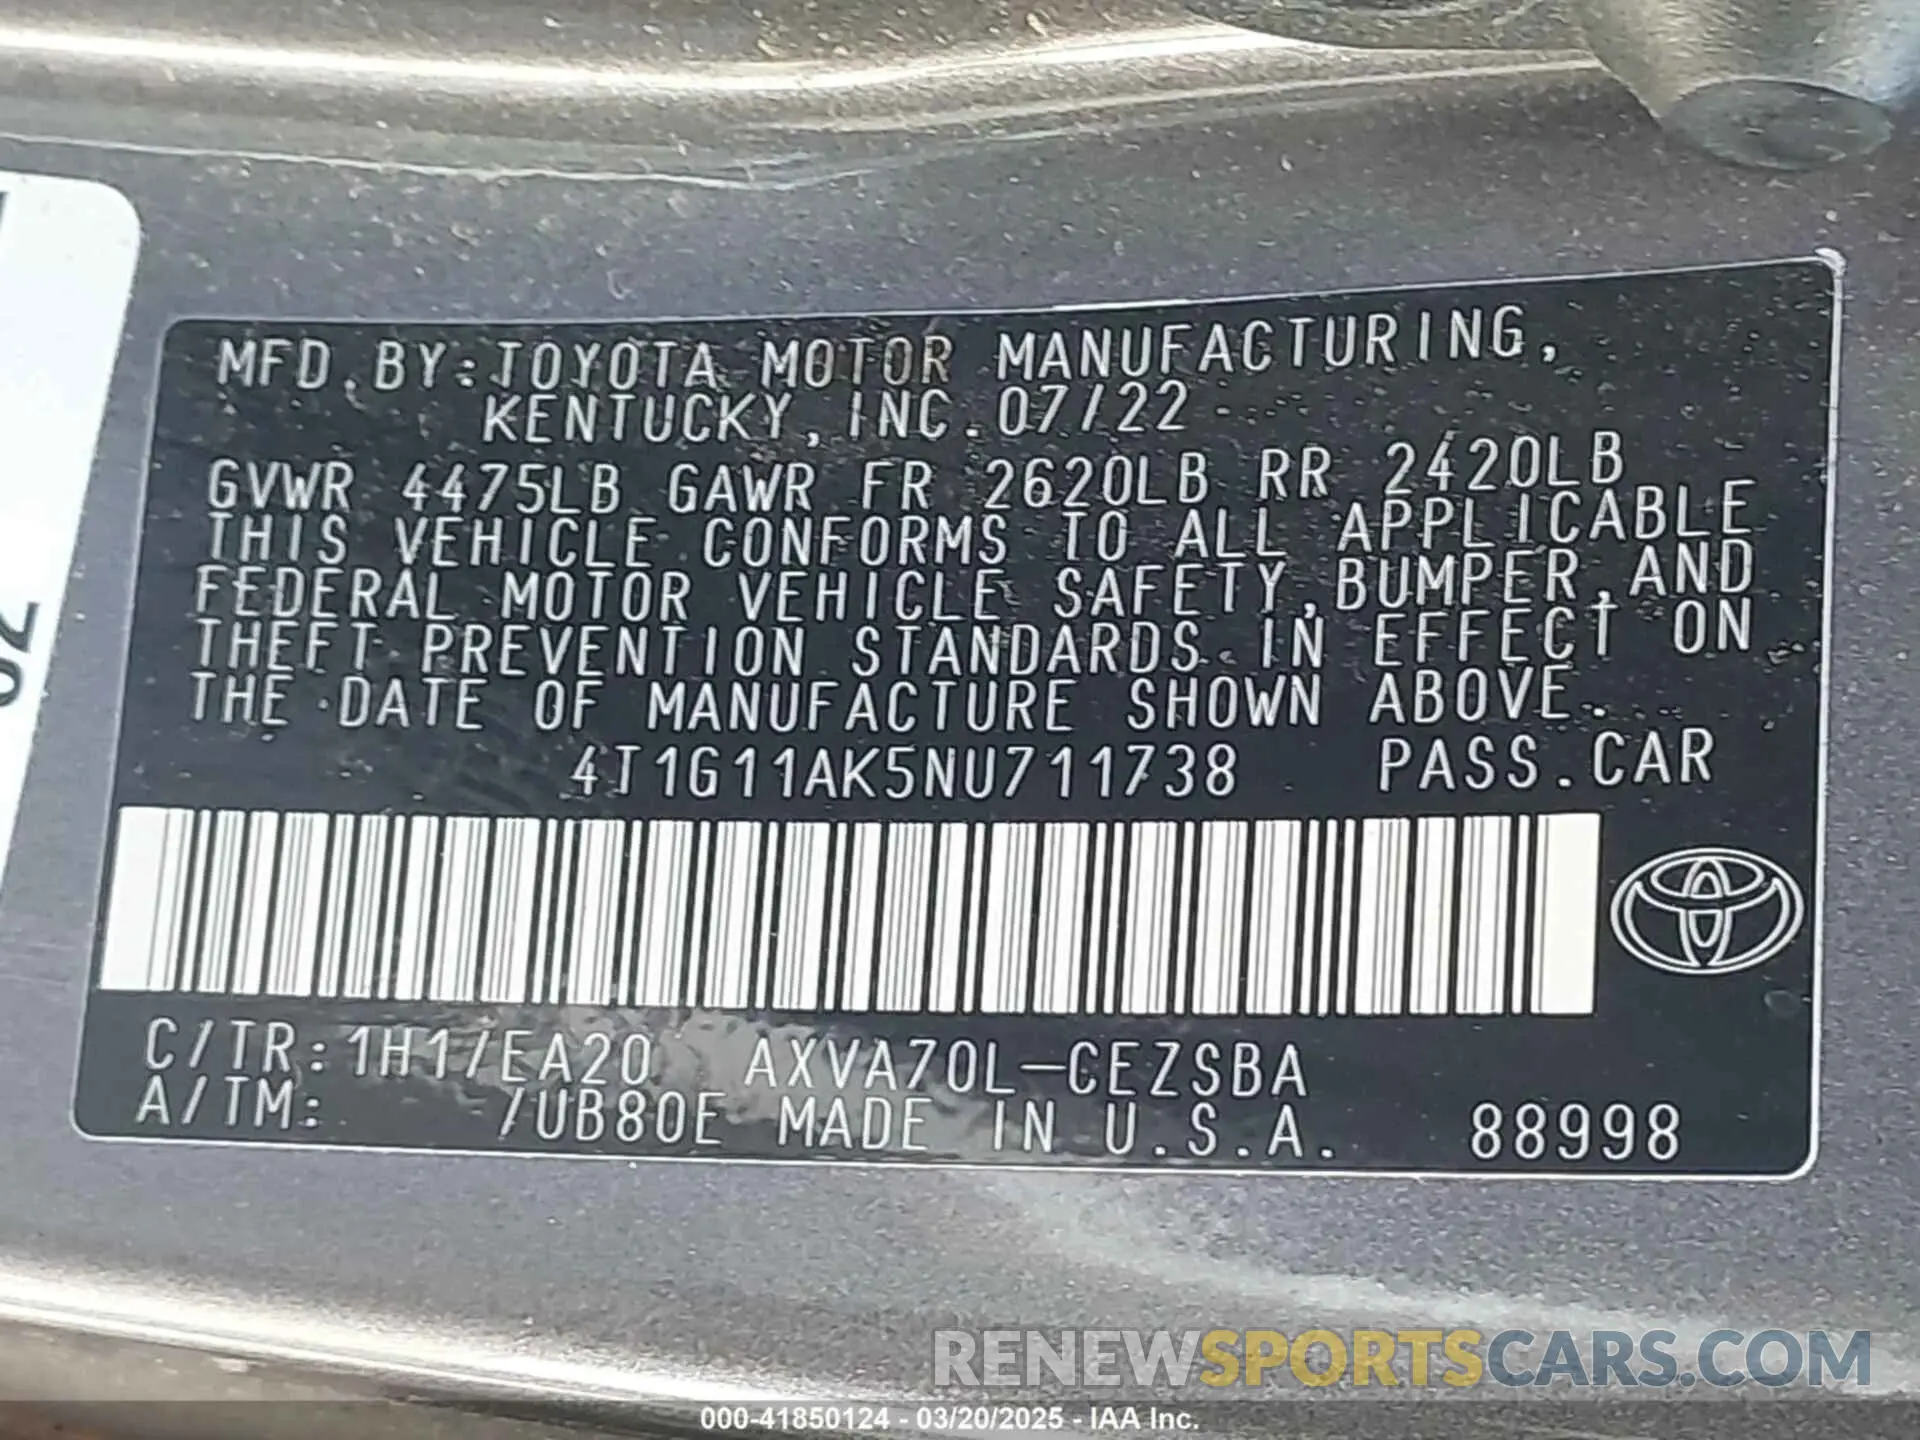 MFD. BY: TOYOTA MOTOR MANUFACTURING,
KENTUCKY, INC. 07/22
GVWR 4475LB GAWR FR 2620LB RR 2420LB
THIS VEHICLE CONFORMS TO ALL APPLICABLE
FEDERAL MOTOR VEHICLE SAFETY, BUMPER, AND
THEFT PREVENTION STANDARDS IN EFFECT ON
THE DATE OF MANUFACTURE SHOWN ABOVE.
4T1G11AK5NU711738 PASS. CAR
C/TR: 1H1/EA20 AXVA70L-CEZSBA
A/TM: /UB80E MADE IN U.S.A. 88998
RENEWSPORTSCARS.COM
000-41850124 - 03/20/2025 - IAA Inc.